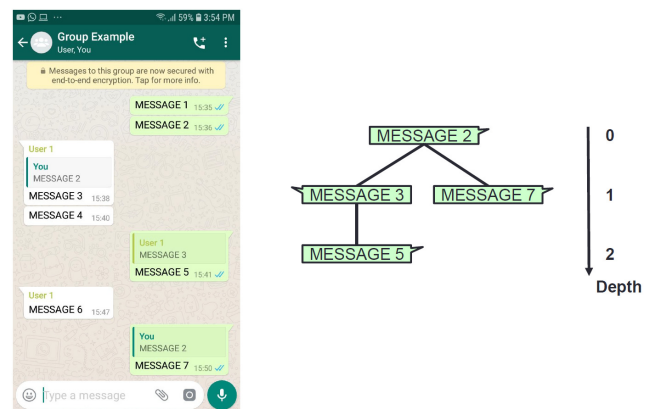 59% 3:54 PM
Group Example
User, You
Messages to this group are now secured with
end-to-end encryption. Tap for more info.
MESSAGE 1 15:35
MESSAGE 2 15:36
User 1
You
MESSAGE 2
MESSAGE 3 15:38
MESSAGE 4 15:40
User 1
MESSAGE 3
MESSAGE 5 15:41
User 1
MESSAGE 6 15:47
You
MESSAGE 2
MESSAGE 7 15:50
Type a message
MESSAGE 2 0
MESSAGE 3 MESSAGE 7 1
MESSAGE 5 2
Depth